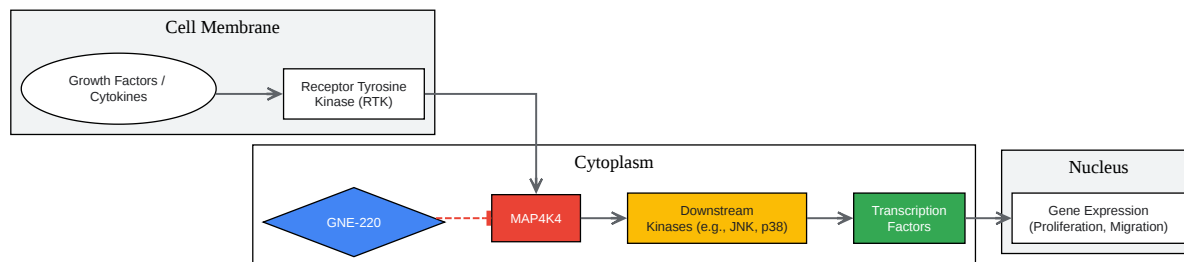 Cell Membrane
Growth Factors /
Cytokines
Receptor Tyrosine
Kinase (RTK)
Cytoplasm
GNE-220
MAP4K4
Downstream
Kinases (e.g., JNK, p38)
Transcription
Factors
Nucleus
Gene Expression
(Proliferation, Migration)